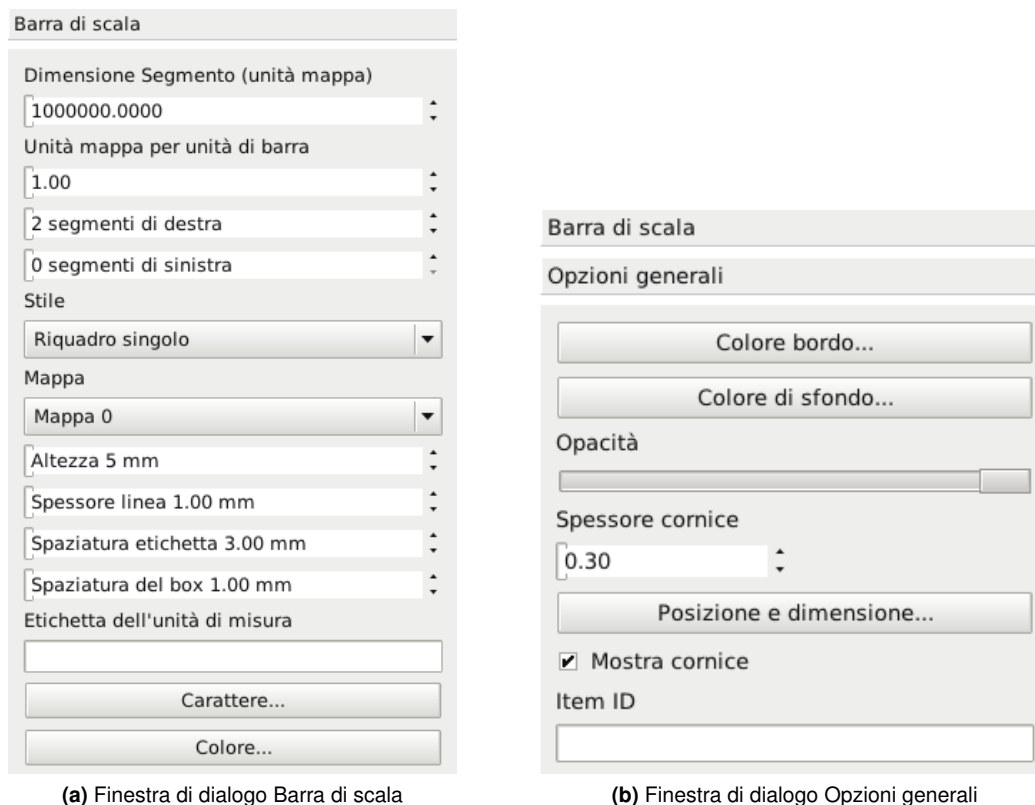 Barra di scala
Dimensione Segmento (unità mappa)
1000000.0000
Unità mappa per unità di barra
1.00
2 segmenti di destra
0 segmenti di sinistra
Stile
Riquadro singolo
Mappa
Mappa 0
Altezza 5 mm
Spessore linea 1.00 mm
Spaziatura etichetta 3.00 mm
Spaziatura del box 1.00 mm
Etichetta dell'unità di misura
Carattere...
Colore...
(a) Finestra di dialogo Barra di scala
Barra di scala
Opzioni generali
Colore bordo...
Colore di sfondo...
Opacità
Spessore cornice
0.30
Posizione e dimensione...
Mostra cornice
Item ID
(b) Finestra di dialogo Opzioni generali